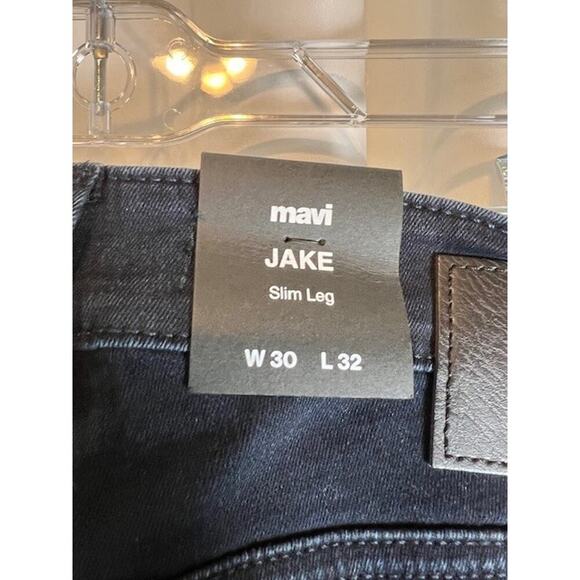 mavi
JAKE
Slim Leg
W 30 L 32